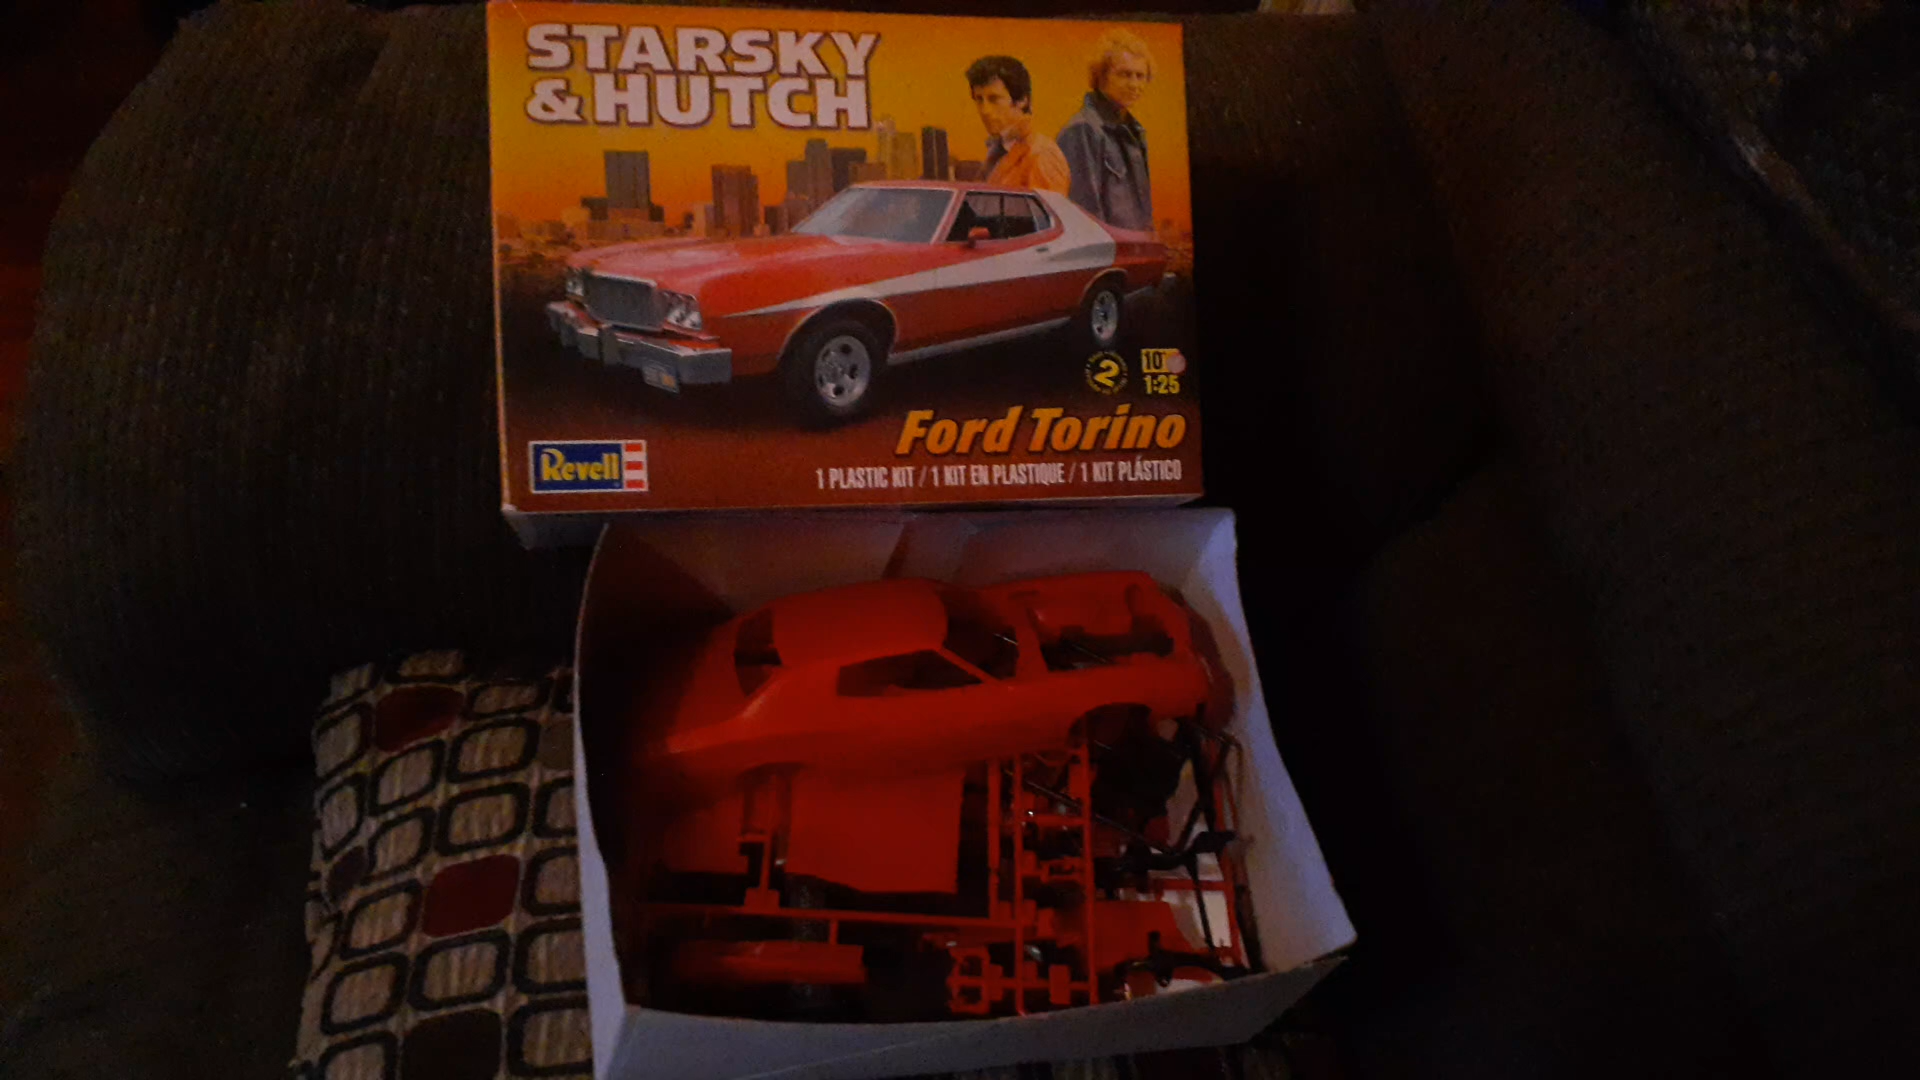 STARSKY
& HUTCH
2
10
1:25
Ford Torino
Revell
1 PLASTIC KIT / 1 KIT EN PLASTIQUE / 1 KIT PLÁSTICO